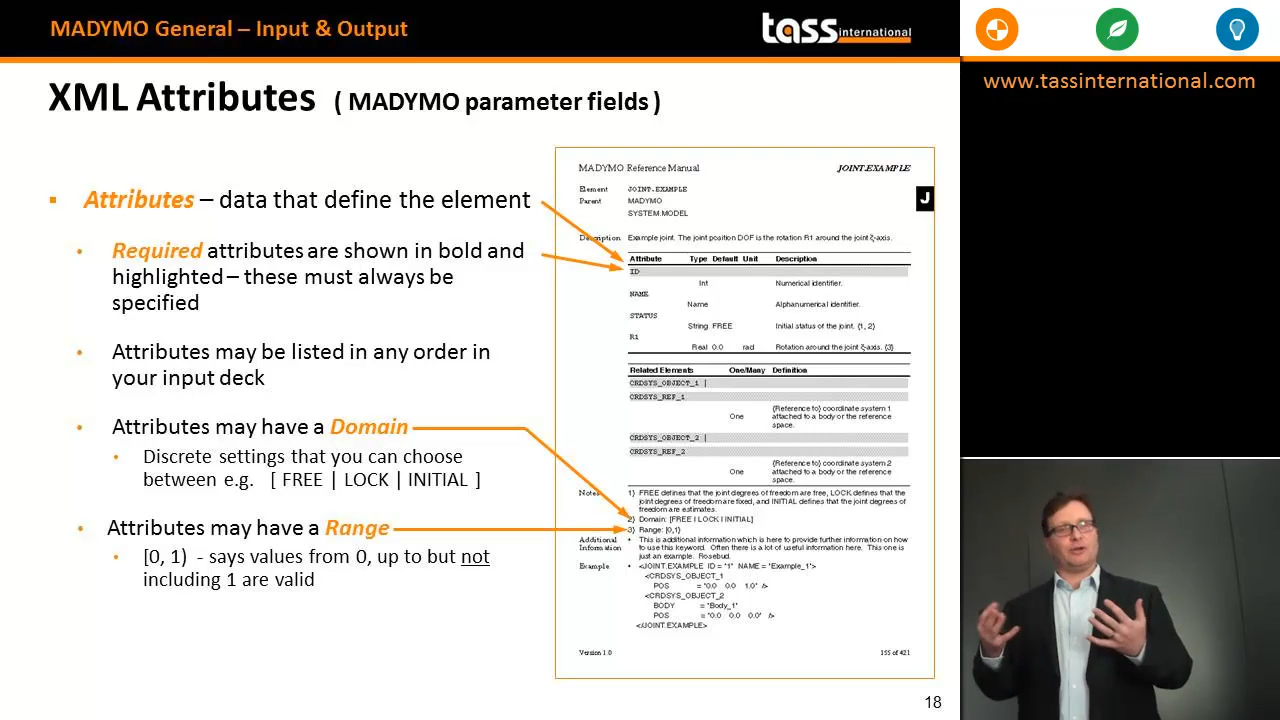 MADYMO General – Input & Output
tass international
www.tassinternational.com
XML Attributes ( MADYMO parameter fields )
▪ Attributes – data that define the element
• Required attributes are shown in bold and
highlighted – these must always be
specified
• Attributes may be listed in any order in
your input deck
• Attributes may have a Domain
• Discrete settings that you can choose
between e.g. [ FREE | LOCK | INITIAL ]
• Attributes may have a Range
• [0, 1) - says values from 0, up to but not
including 1 are valid
MADYMO Reference Manual JOINT.EXAMPLE
J
Element JOINT.EXAMPLE
Parent MADYMO
SYSTEM.MODEL
Description Example joint. The joint position DOF is the rotation R1 around the joint ζ-axis.
Attribute Type Default Unit Description
ID
Int Numerical identifier.
NAME
Name Alphanumerical identifier.
STATUS
String FREE Initial status of the joint. {1, 2}
R1
Real 0.0 rad Rotation around the joint ζ-axis. {3}
Related Elements One/Many Definition
CRDSYS_OBJECT_1 |
CRDSYS_REF_1
One {Reference to} coordinate system 1
attached to a body or the reference
space.
CRDSYS_OBJECT_2 |
CRDSYS_REF_2
One {Reference to} coordinate system 2
attached to a body or the reference
space.
Notes 1} FREE defines that the joint degrees of freedom are free, LOCK defines that the
joint degrees of freedom are fixed, and INITIAL defines that the joint degrees
of freedom are estimates.
2} Domain: [FREE | LOCK | INITIAL]
3} Range: [0,1)
Additional Information • This is additional information which is here to provide further information on how
to use this keyword. Often there is a lot of useful information here. This one is
just an example. Rosebud.
Example • <JOINT.EXAMPLE ID = "1" NAME = "Example_1">
<CRDSYS_OBJECT_1
POS = "0.0 0.0 1.0" />
<CRDSYS_OBJECT_2
BODY = "Body_1"
POS = "0.0 0.0 0.0" />
</JOINT.EXAMPLE>
Version 1.0 155 of 421
18